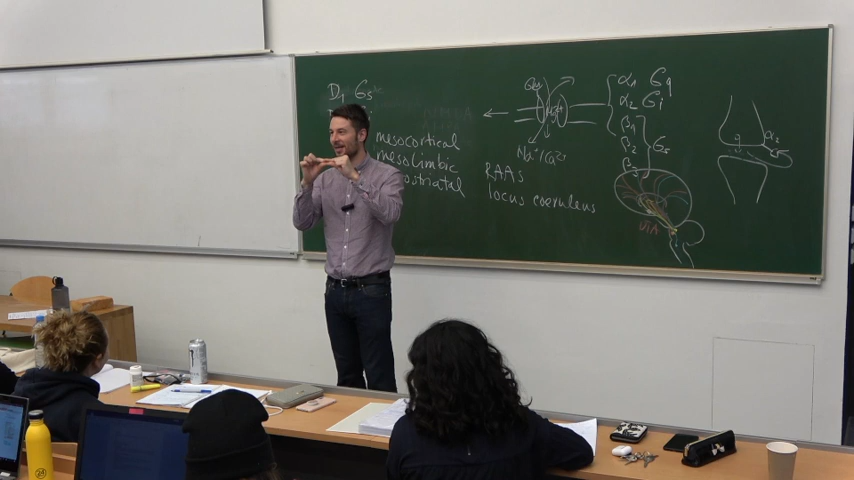 D1 Gs
mesocortical
mesolimbic
striatal
Na+/Ca2+
RAAS
locus coeruleus
α1 Gq
α2 Gi
β1
β2 Gs
β3
VTA
α2